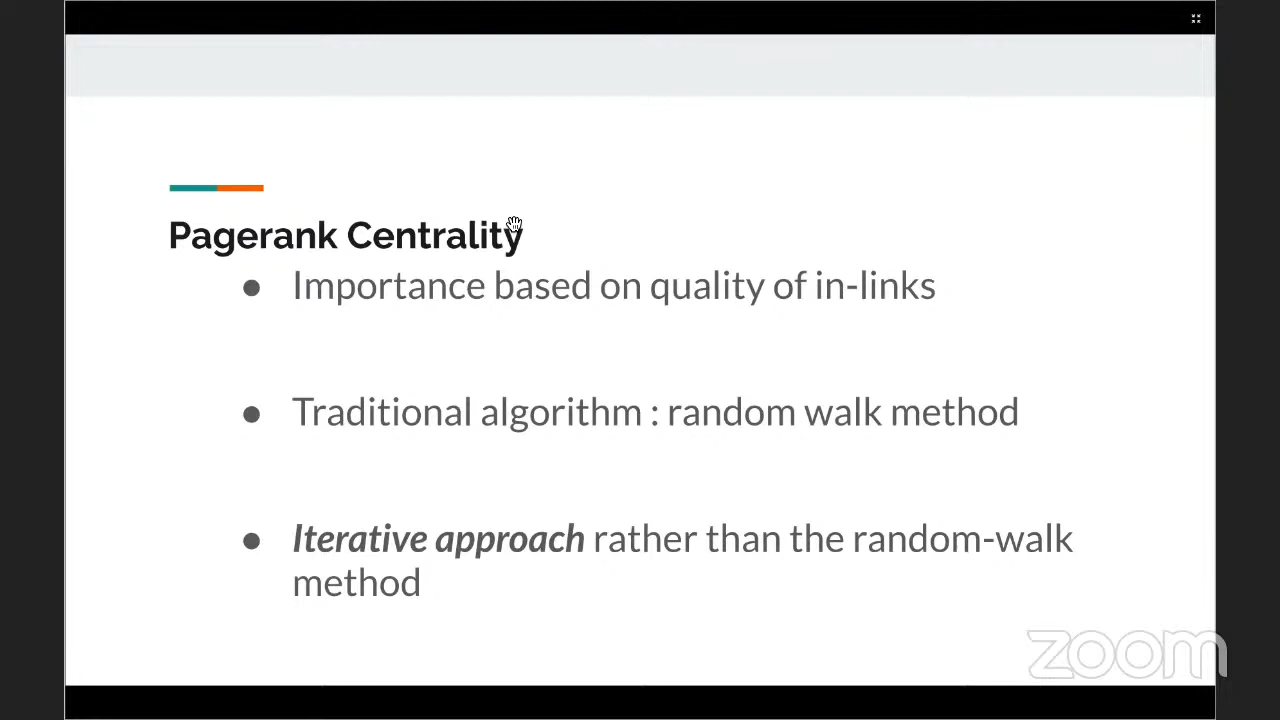 Pagerank Centrality
● Importance based on quality of in-links
● Traditional algorithm : random walk method
● Iterative approach rather than the random-walk
method
zoom